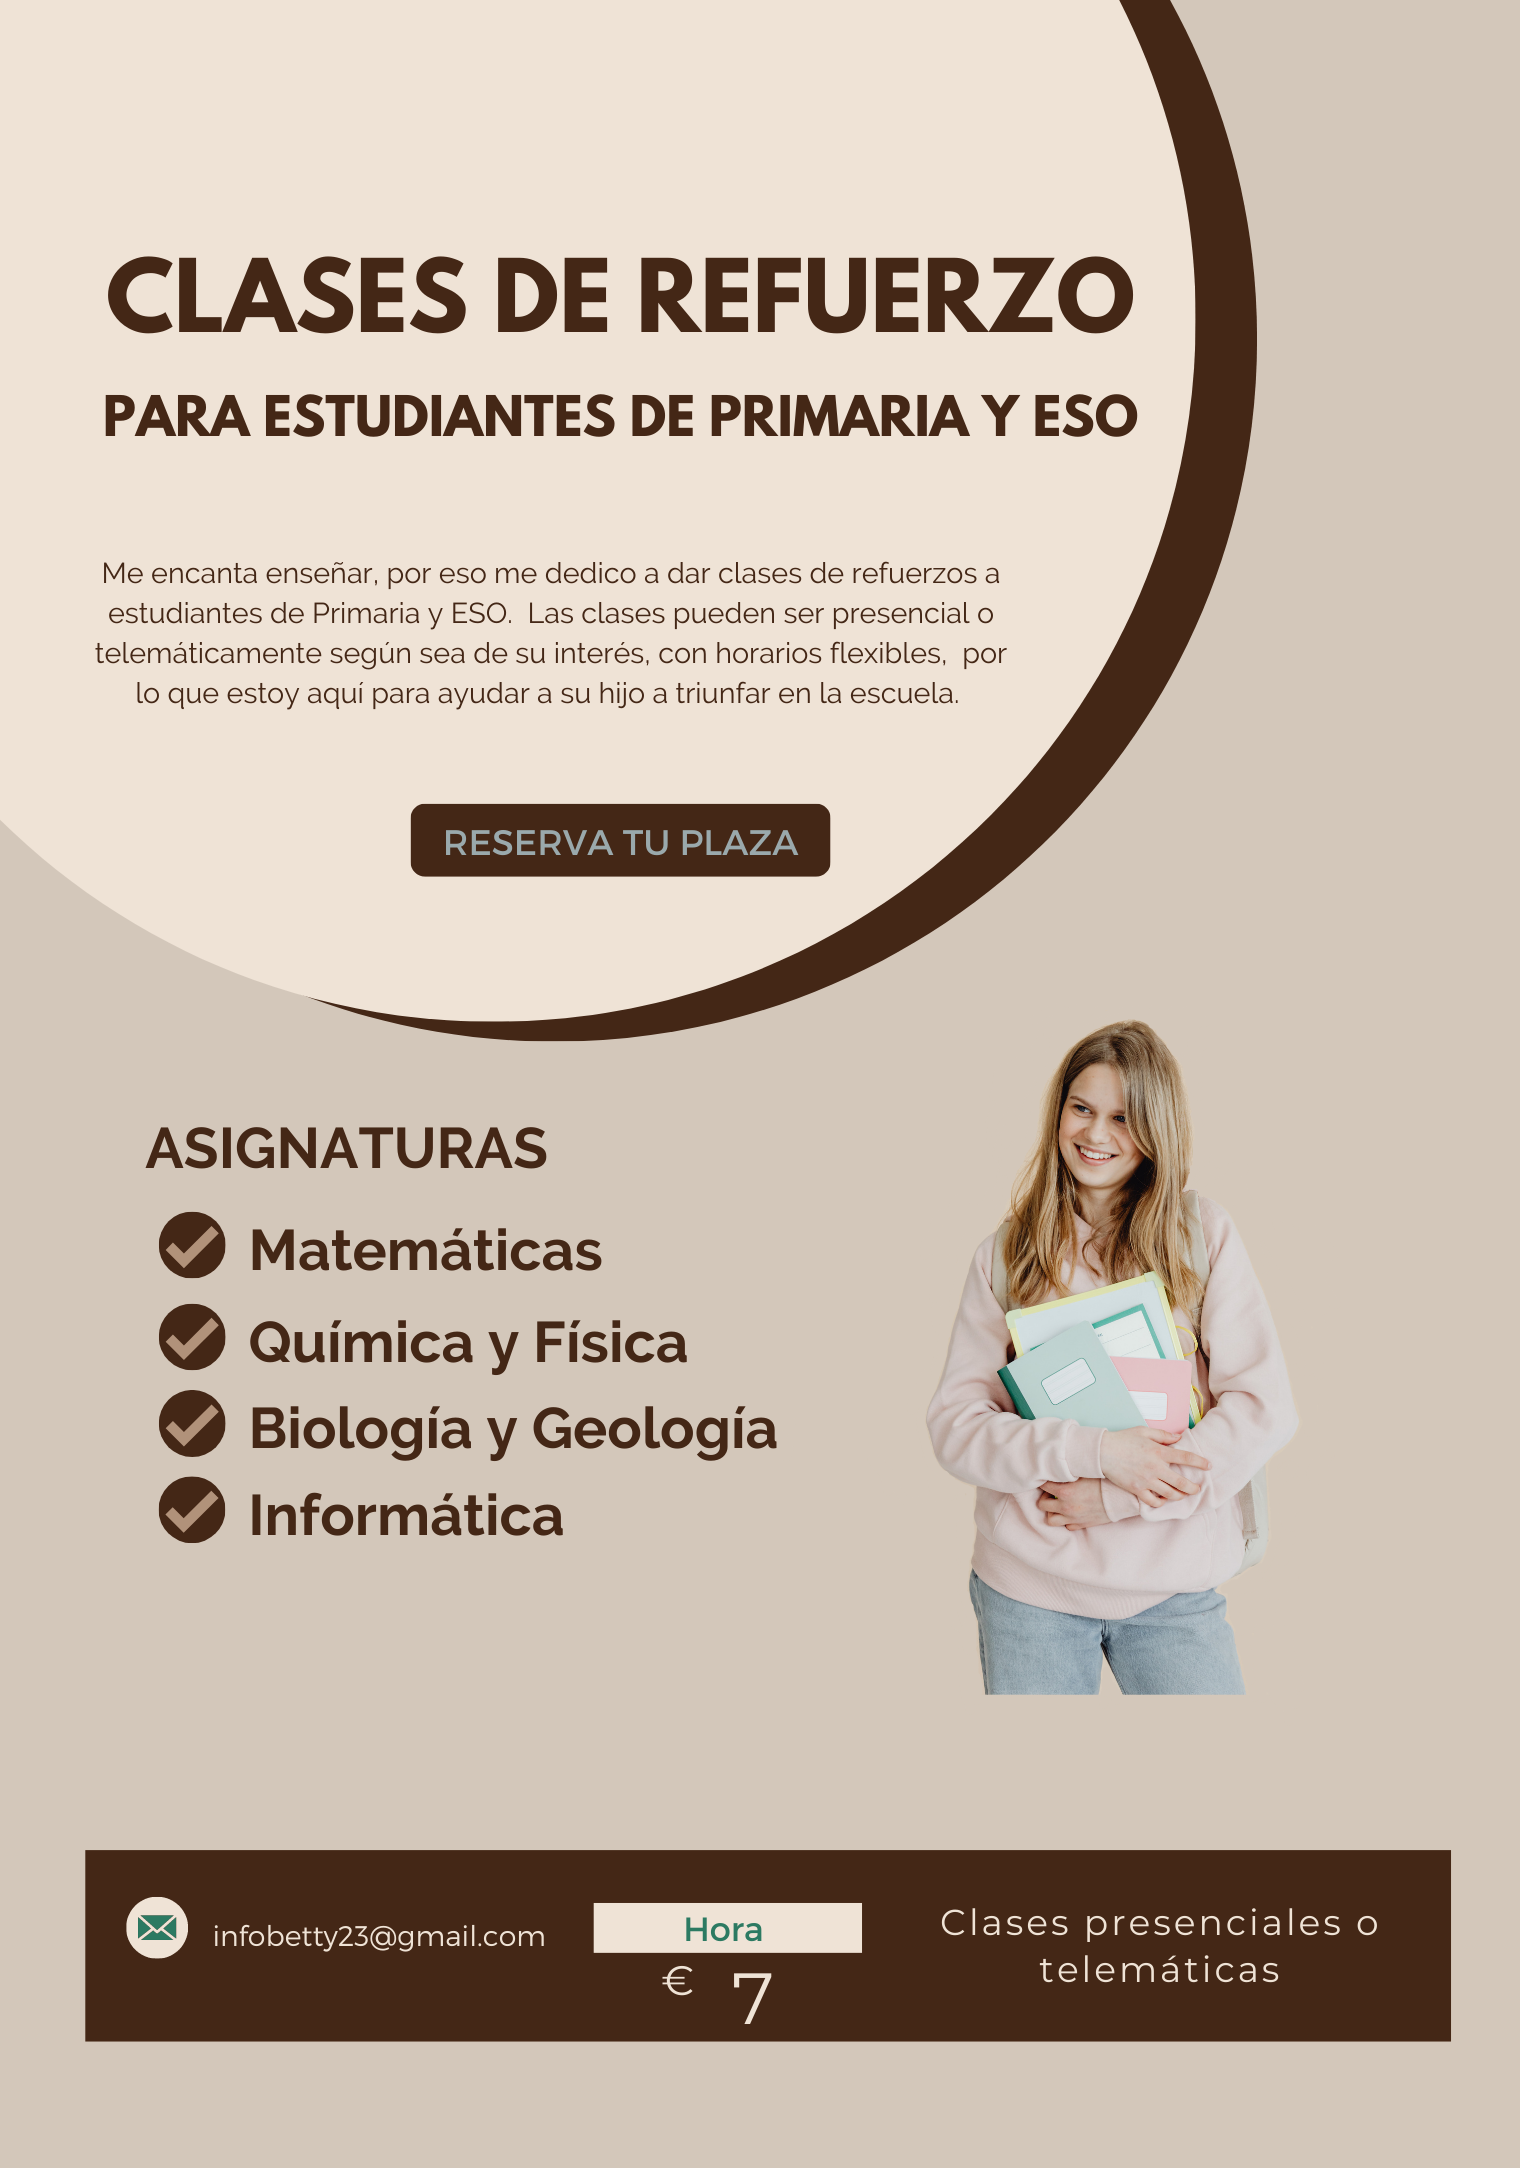 CLASES DE REFUERZO
PARA ESTUDIANTES DE PRIMARIA Y ESO
Me encanta enseñar, por eso me dedico a dar clases de refuerzos a
estudiantes de Primaria y ESO.  Las clases pueden ser presencial o
telemáticamente según sea de su interés, con horarios flexibles,  por
lo que estoy aquí para ayudar a su hijo a triunfar en la escuela.
RESERVA TU PLAZA
ASIGNATURAS
Matemáticas
Química y Física
Biología y Geología
Informática
infobetty23@gmail.com
Hora
€ 7
Clases presenciales o
telemáticas